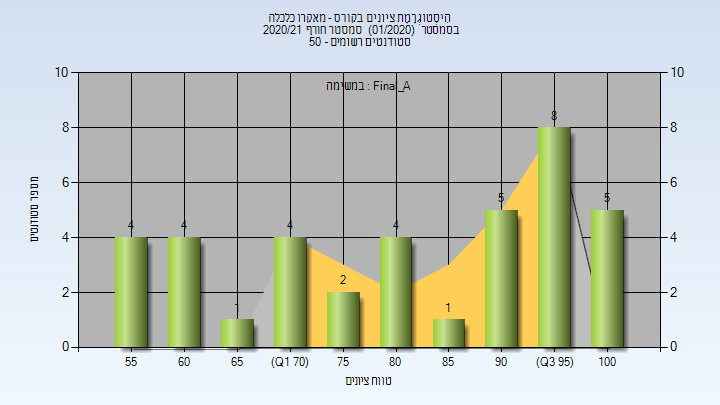 היסטוגרמת ציונים בקורס - מאקרו כלכלה
בסמסטר (01/2020) סמסטר חורף 2020/21
סטודנטים רשומים - 50
במשימה : Final_A
מספר סטודנטים
10 10
8 8
6 6
4 4
2 2
0 0
4 4 1 4 2 4 1 5 8 5
55 60 65 (Q1 70) 75 80 85 90 (Q3 95) 100
טווח ציונים